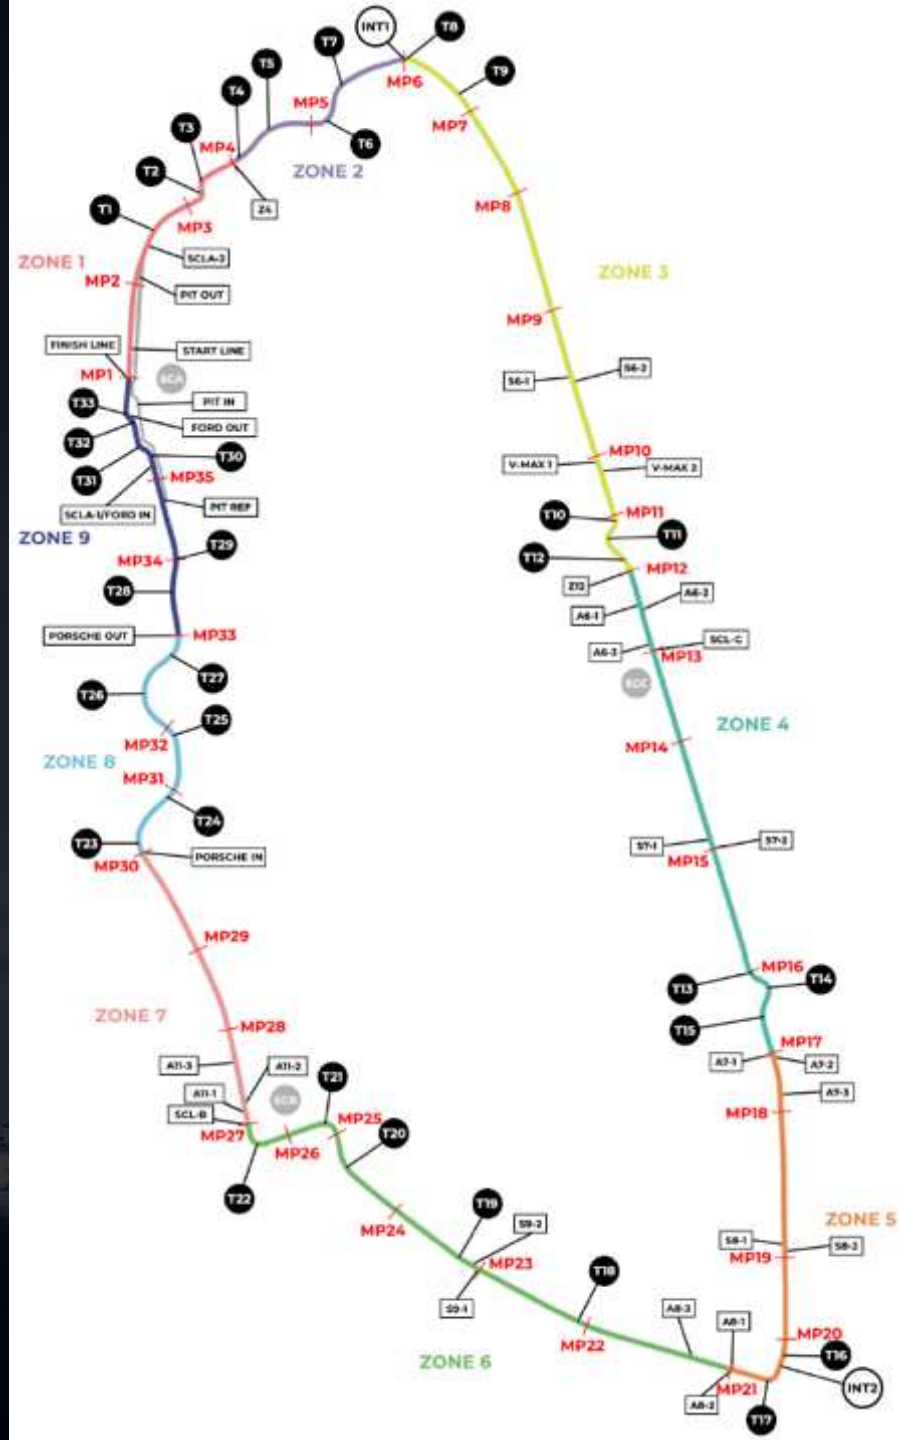 INT1
T8
T7
T5
T9
MP6
T4
MP5
MP7
T3
MP4
T6
T2
ZONE 2
MP8
Z4
T1
MP3
SCLA-2
ZONE 1
ZONE 3
MP2
PIT OUT
MP9
FINISH LINE
START LINE
S6-2
MP1
SCA
S6-1
T33
PIT IN
FORD OUT
T32
MP10
T30
V-MAX 1
V-MAX 2
T31
MP35
PIT REF
T10
MP11
SCLA-1/FORD IN
T11
ZONE 9
T29
T12
MP34
MP12
Z12
T28
A6-2
A6-1
PORSCHE OUT
MP33
SCL-C
A6-3
MP13
T27
SCC
T26
T25
ZONE 4
MP32
MP14
ZONE 8
MP31
T24
T23
S7-1
S7-2
PORSCHE IN
MP15
MP30
MP29
MP16
T14
T13
ZONE 7
MP28
T15
MP17
A11-3
A11-2
A7-1
A7-2
T21
A11-1
SCB
A7-3
SCL-B
MP25
MP18
MP27
T20
MP26
T22
T19
MP24
S9-2
ZONE 5
S8-1
S8-2
MP23
MP19
T18
S9-1
A8-3
A8-1
MP20
MP22
T16
ZONE 6
MP21
INT2
A8-2
T17